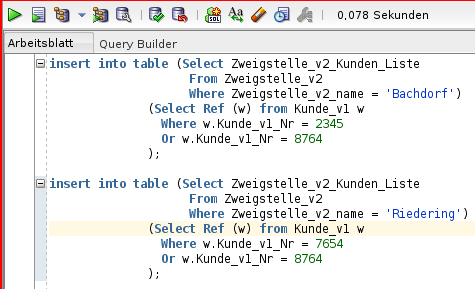 0,078 Sekunden
Arbeitsblatt Query Builder
insert into table (Select Zweigstelle_v2_Kunden_Liste
From Zweigstelle_v2
Where Zweigstelle_v2_name = 'Bachdorf')
(Select Ref (w) from Kunde_v1 w
Where w.Kunde_v1_Nr = 2345
Or w.Kunde_v1_Nr = 8764
);
insert into table (Select Zweigstelle_v2_Kunden_Liste
From Zweigstelle_v2
Where Zweigstelle_v2_name = 'Riedering')
(Select Ref (w) from Kunde_v1 w
Where w.Kunde_v1_Nr = 7654
Or w.Kunde_v1_Nr = 8764
);